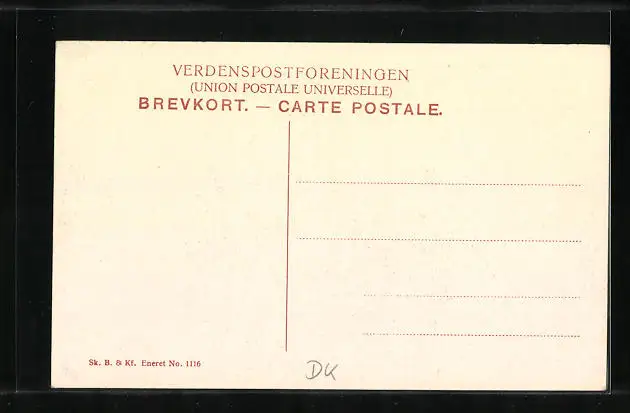 VERDENSPOSTFORENINGEN
(UNION POSTALE UNIVERSELLE)
BREVKORT. — CARTE POSTALE.
Sk. B. & Kf. Eneret No. 1116
DK